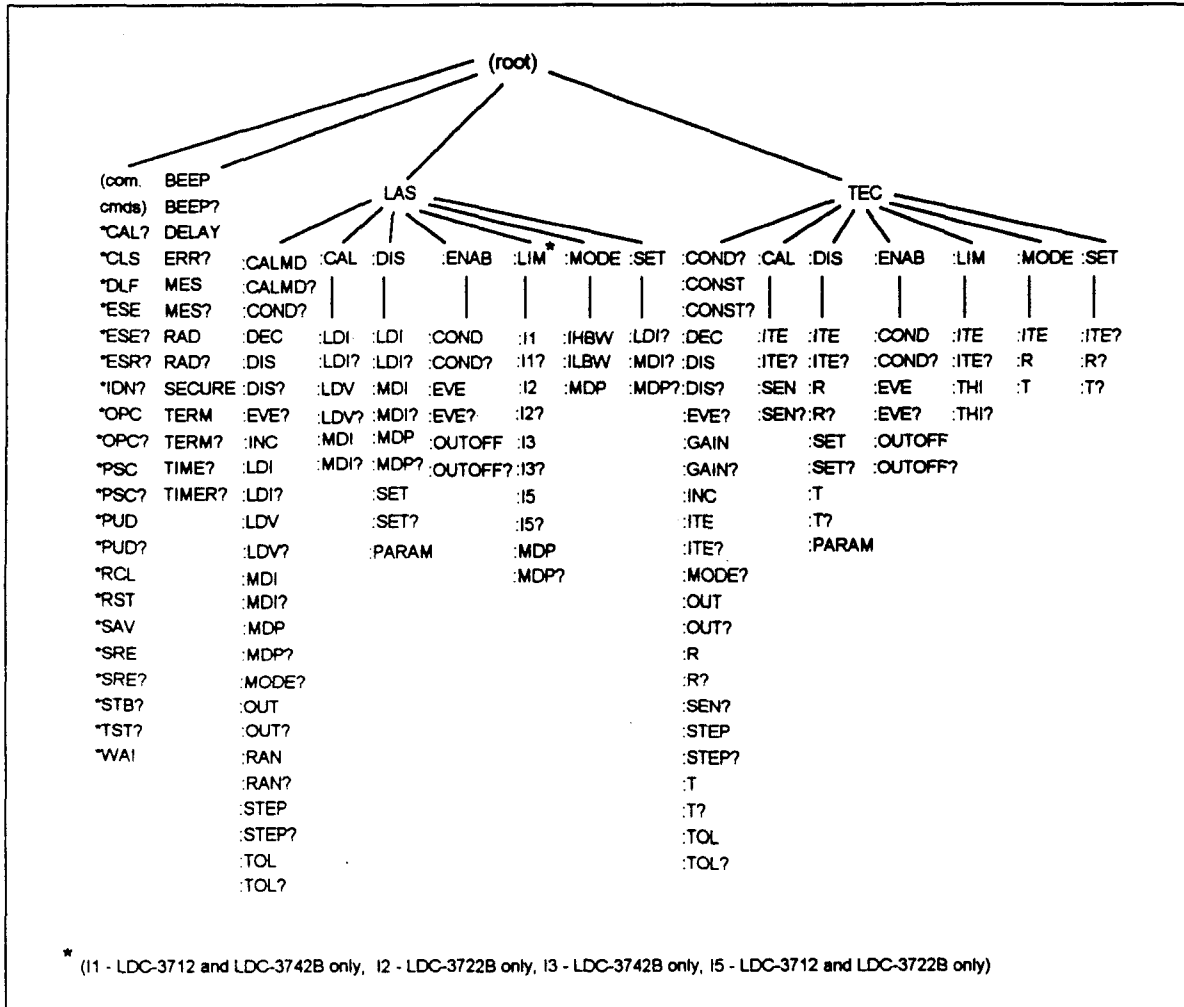 (root)
(com. BEEP
LAS TEC
cmds) BEEP?
*CAL? DELAY
*CLS ERR? :CALMD :CAL :DIS :ENAB :LIM* :MODE :SET :COND? :CAL :DIS :ENAB :LIM :MODE :SET
*DLF MES :CALMD? :CONST
*ESE MES? :COND? :CONST?
*ESE? RAD :DEC :LDI :LDI :COND :I1 :IHBW :LDI? :DEC :ITE :ITE :COND :ITE :ITE :ITE?
*ESR? RAD? :DIS :LDI? :LDI? :COND? :I1? :ILBW :MDI? :DIS :ITE? :ITE? :COND? :ITE? :R :R?
*IDN? SECURE :DIS? :LDV :MDI :EVE :I2 :MDP :MDP? :DIS? :SEN :R :EVE :THI :T :T?
*OPC TERM :EVE? :LDV? :MDI? :EVE? :I2? :EVE? :SEN? :R? :EVE? :THI?
*OPC? TERM? :INC :MDI :MDP :OUTOFF :I3 :GAIN :SET :OUTOFF
*PSC TIME? :LDI :MDI? :MDP? :OUTOFF? :I3? :GAIN? :SET? :OUTOFF?
*PSC? TIMER? :LDI? :SET :I5 :INC :T
*PUD :LDV :SET? :I5? :ITE :T?
*PUD? :LDV? :PARAM :MDP :ITE? :PARAM
*RCL :MDI :MDP? :MODE?
*RST :MDI? :OUT
*SAV :MDP :OUT?
*SRE :MDP? :R
*SRE? :MODE? :R?
*STB? :OUT :SEN?
*TST? :OUT? :STEP
*WAI :RAN :STEP?
:RAN? :T
:STEP :T?
:STEP? :TOL
:TOL :TOL?
:TOL?
* (I1 - LDC-3712 and LDC-3742B only, I2 - LDC-3722B only, I3 - LDC-3742B only, I5 - LDC-3712 and LDC-3722B only)